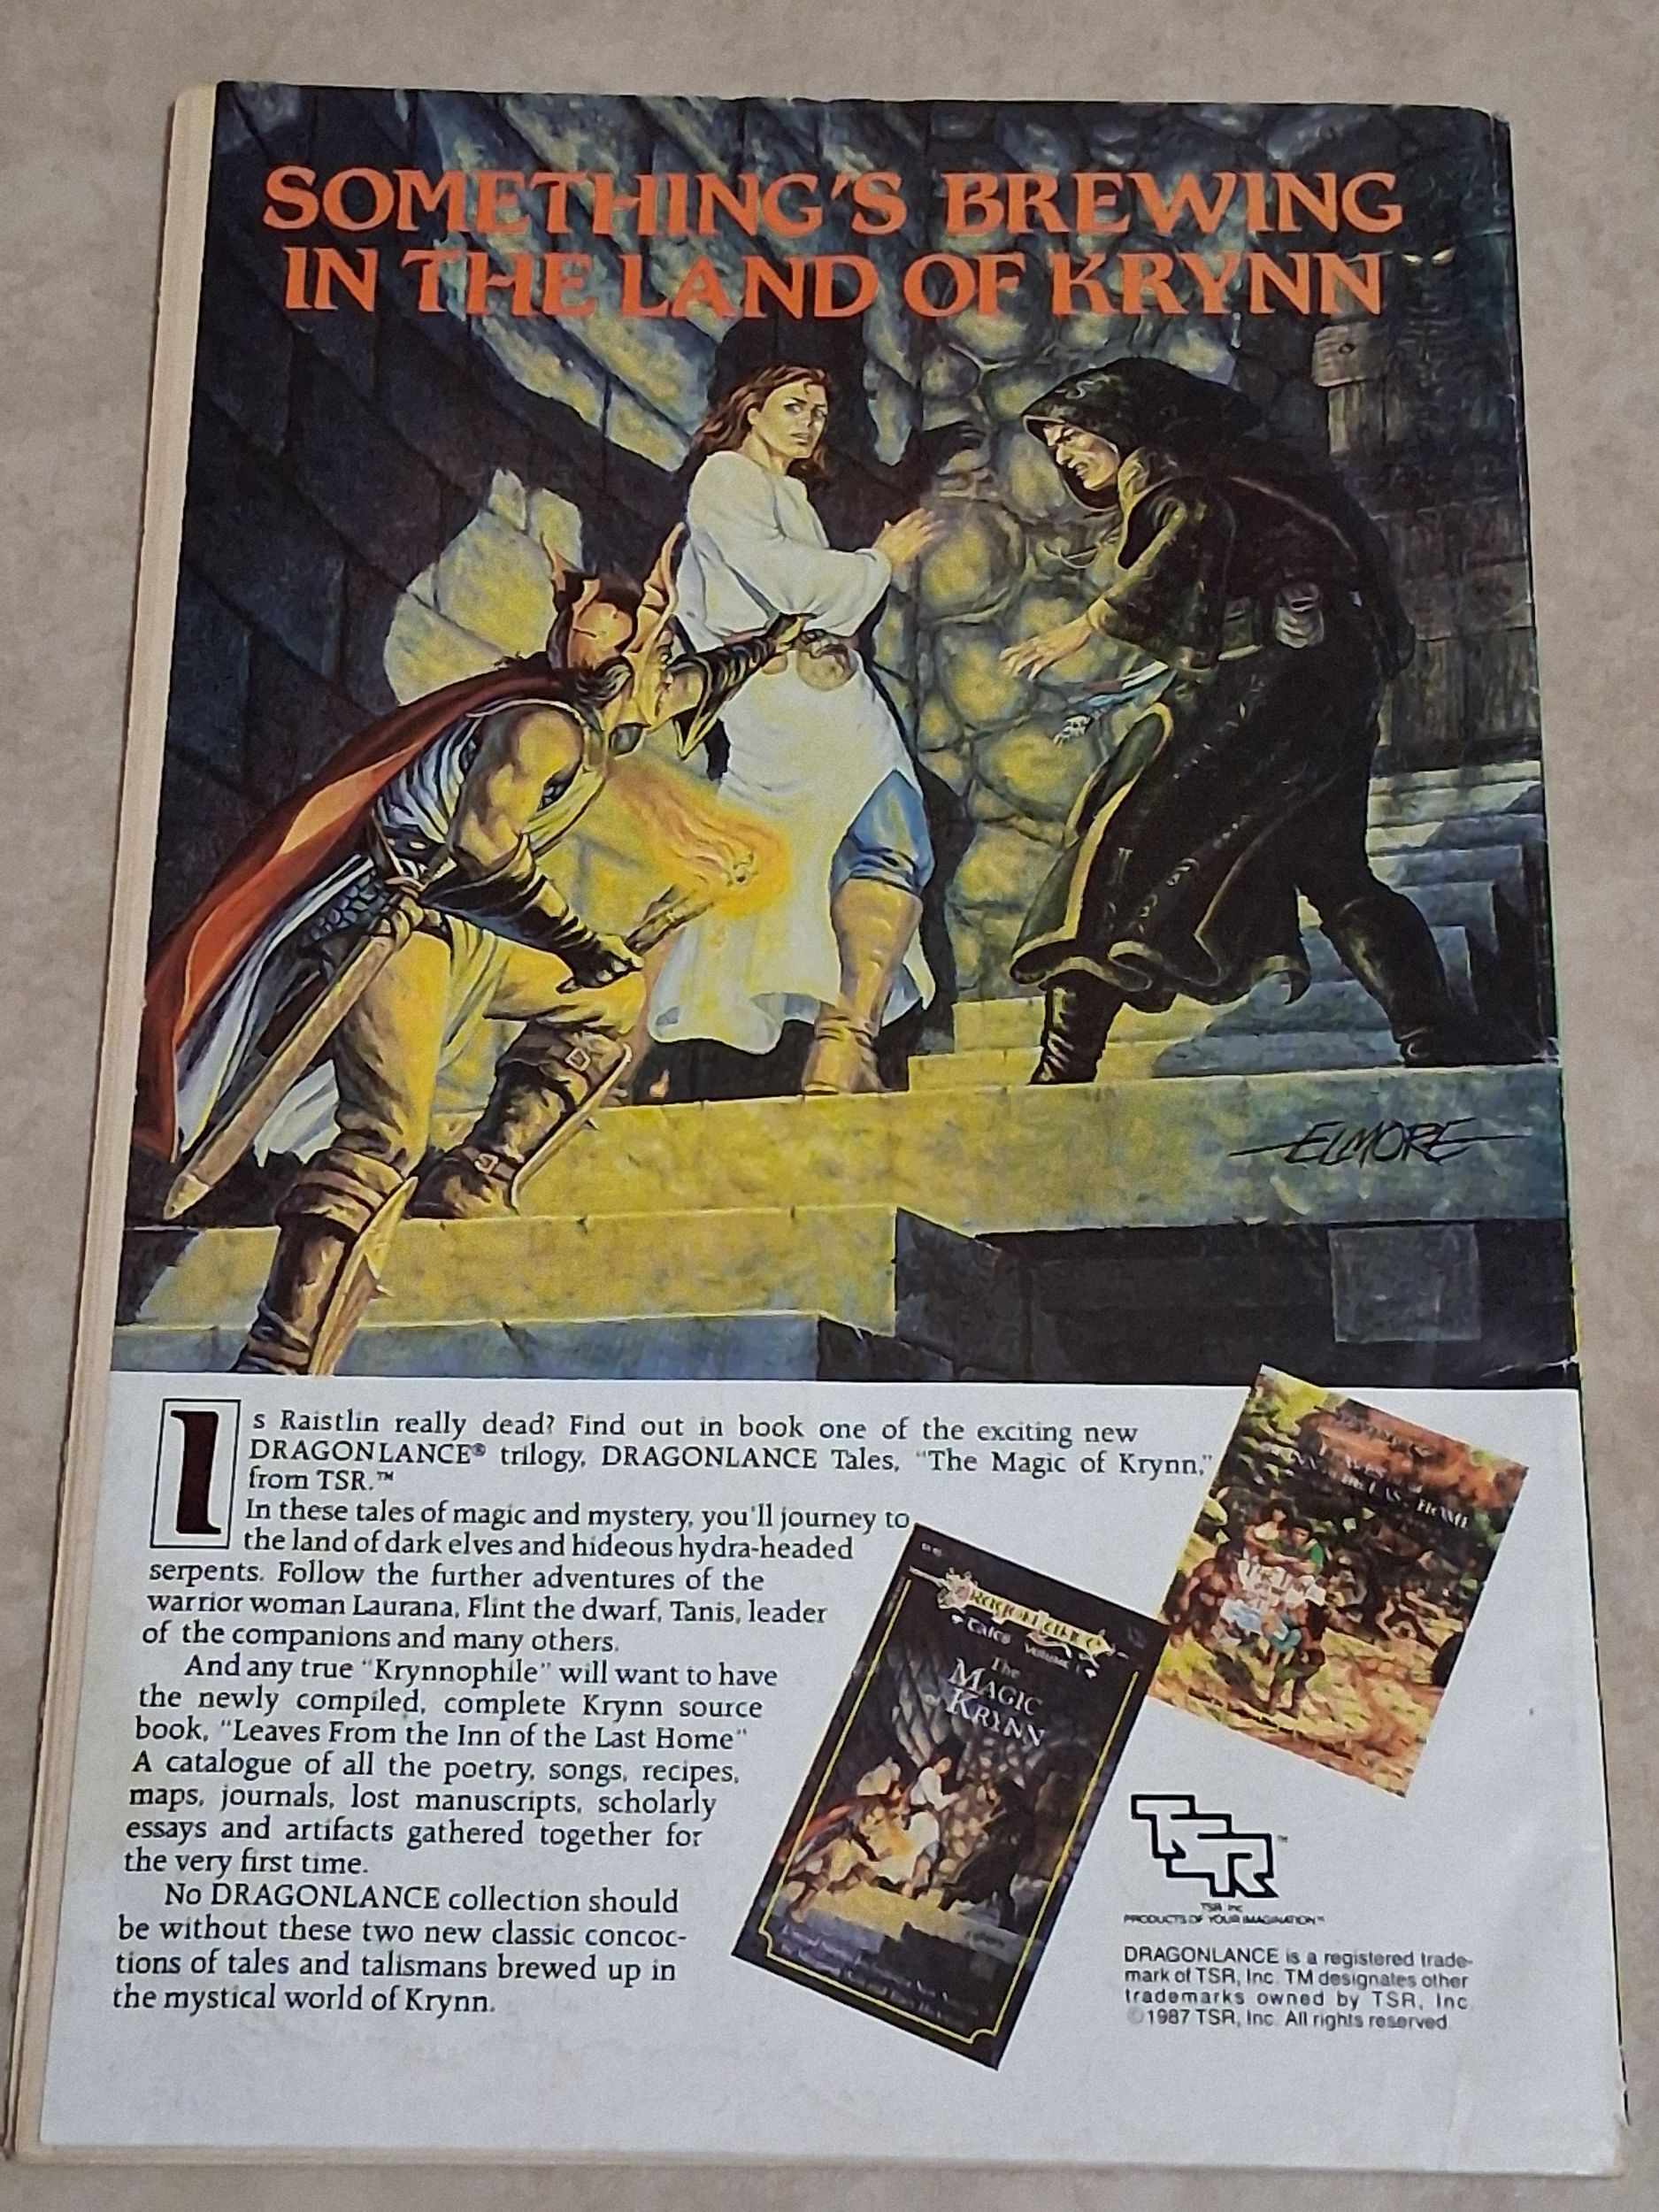 SOMETHING'S BREWING
IN THE LAND OF KRYNN
ELMORE
Is Raistlin really dead? Find out in book one of the exciting new
DRAGONLANCE® trilogy, DRAGONLANCE Tales, "The Magic of Krynn,"
from TSR.™
In these tales of magic and mystery, you'll journey to
the land of dark elves and hideous hydra-headed
serpents. Follow the further adventures of the
warrior woman Laurana, Flint the dwarf, Tanis, leader
of the companions and many others.
And any true "Krynnophile" will want to have
the newly compiled, complete Krynn source
book, "Leaves From the Inn of the Last Home"
A catalogue of all the poetry, songs, recipes,
maps, journals, lost manuscripts, scholarly
essays and artifacts gathered together for
the very first time.
No DRAGONLANCE collection should
be without these two new classic concoc-
tions of tales and talismans brewed up in
the mystical world of Krynn.
DRAGONLANCE
Tales VOLUME 1
The
MAGIC
of KRYNN
LAST HOME
TSR™
TSR, Inc.
PRODUCTS OF YOUR IMAGINATION™
DRAGONLANCE is a registered trade-
mark of TSR, Inc. TM designates other
trademarks owned by TSR, Inc.
©1987 TSR, Inc. All rights reserved.